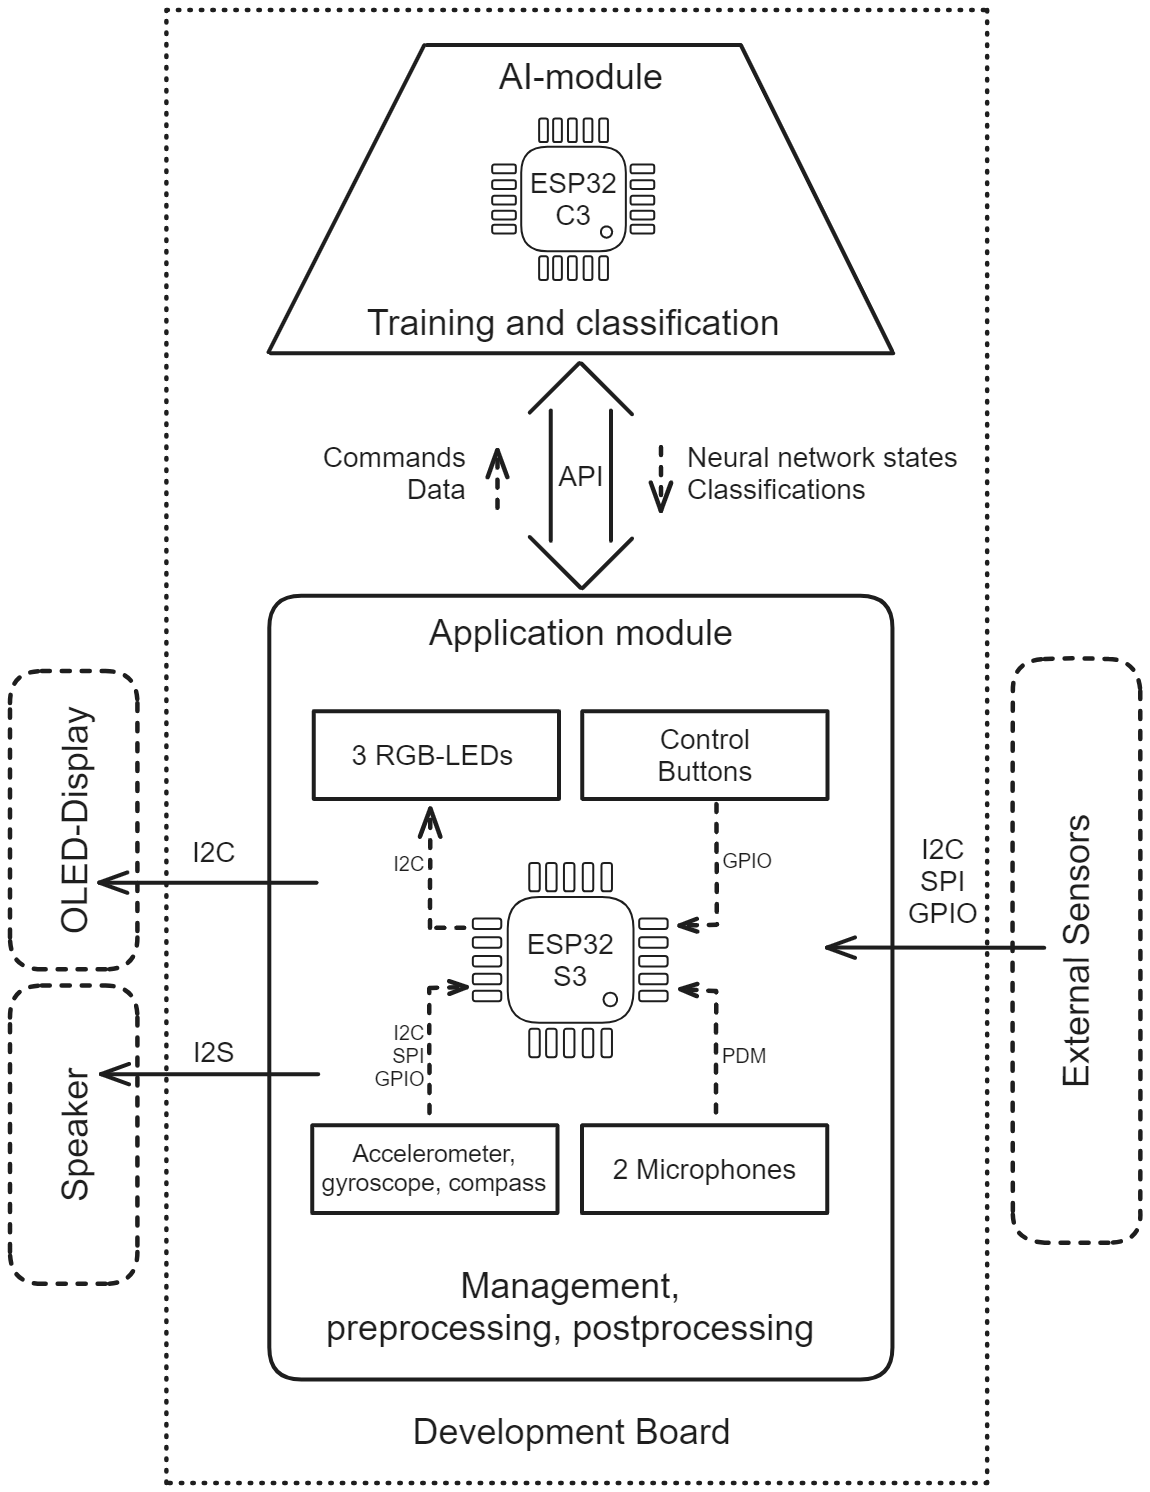 AI-module
ESP32
C3
Training and classification
Commands
Data
API
Neural network states
Classifications
Application module
3 RGB-LEDs
Control
Buttons
I2C
GPIO
ESP32
S3
I2C
SPI
GPIO
PDM
Accelerometer,
gyroscope, compass
2 Microphones
Management,
preprocessing, postprocessing
Development Board
OLED-Display
I2C
Speaker
I2S
I2C
SPI
GPIO
External Sensors